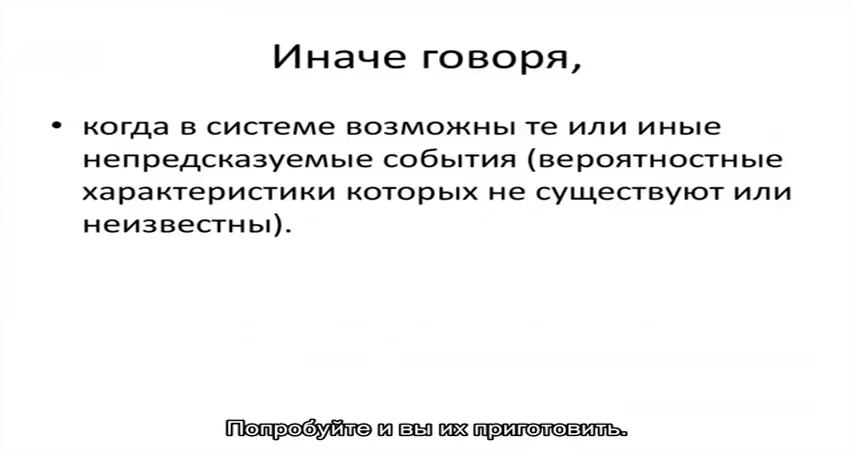 Иначе говоря,
• когда в системе возможны те или иные
непредсказуемые события (вероятностные
характеристики которых не существуют или
неизвестны).
Попробуйте и вы их приготовить.